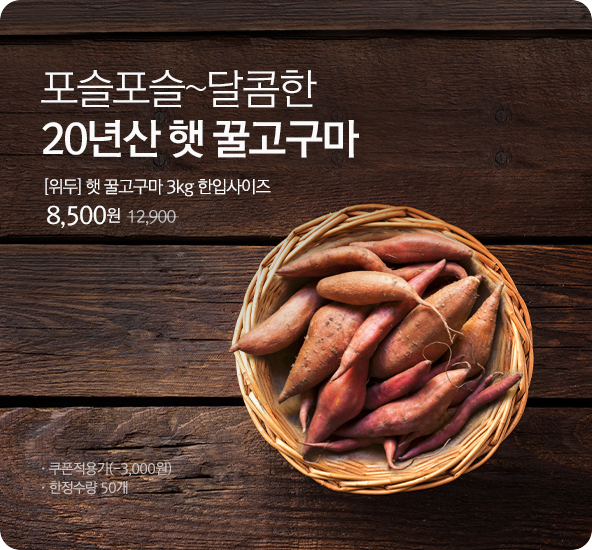 포슬포슬~달콤한
20년산 햇 꿀고구마
[위두] 햇 꿀고구마 3kg 한입사이즈
8,500원 12,900
· 쿠폰적용가(-3,000원)
· 한정수량 50개